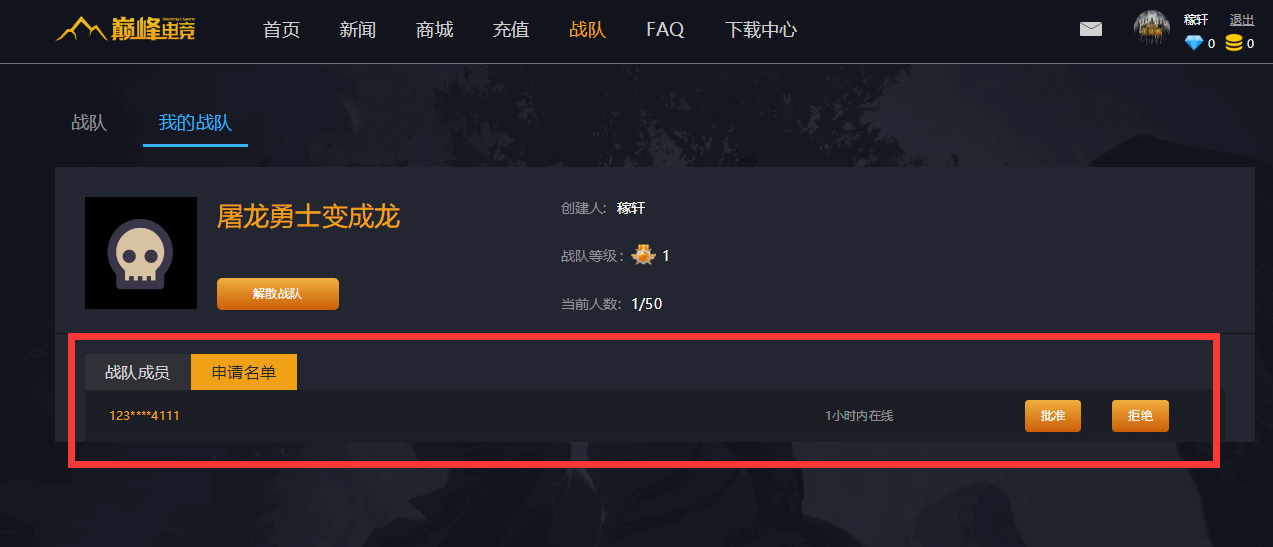 巅峰电竞
首页 新闻 商城 充值 战队 FAQ 下载中心
稼轩 退出
0 0
战队 我的战队
屠龙勇士变成龙
解散战队
创建人: 稼轩
战队等级: 1
当前人数: 1/50
战队成员 申请名单
123****4111 1小时内在线 批准 拒绝